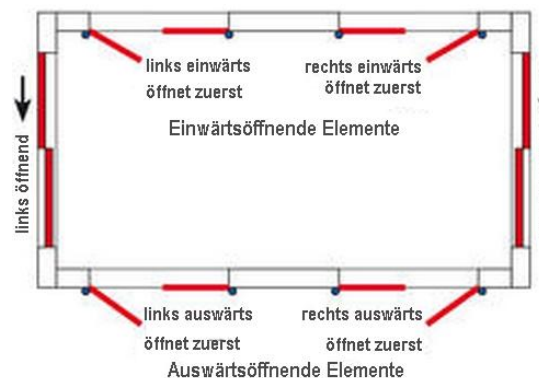 links einwärts
öffnet zuerst
rechts einwärts
öffnet zuerst
Einwärtsöffnende Elemente
links öffnend
links auswärts
öffnet zuerst
rechts auswärts
öffnet zuerst
Auswärtsöffnende Elemente